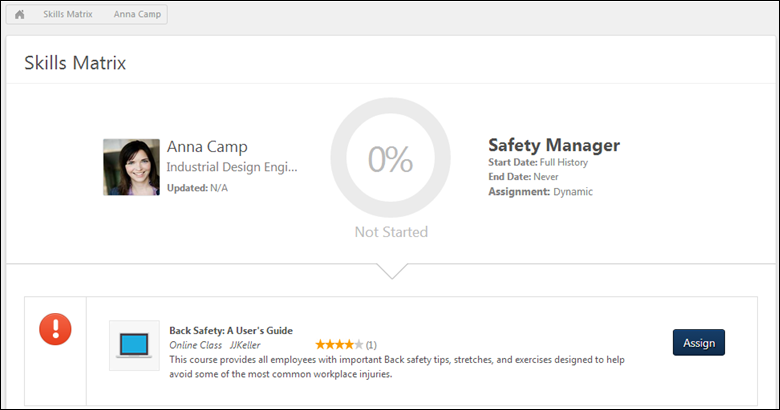 Skills Matrix Anna Camp
Skills Matrix
Anna Camp
Industrial Design Engi...
Updated: N/A
0%
Not Started
Safety Manager
Start Date: Full History
End Date: Never
Assignment: Dynamic
Back Safety: A User's Guide
Online Class JJKeller (1)
This course provides all employees with important Back safety tips, stretches, and exercises designed to help
avoid some of the most common workplace injuries.
Assign